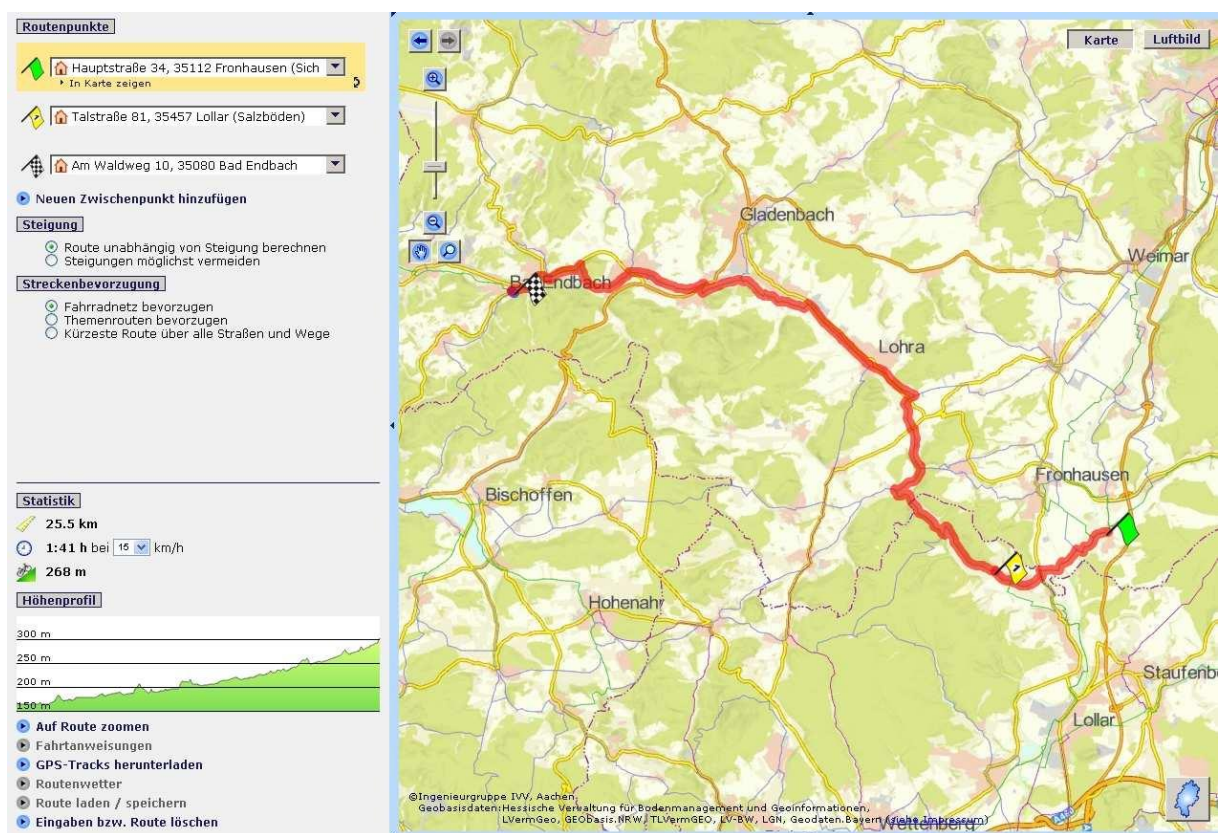 Routenpunkte
Hauptstraße 34, 35112 Fronhausen (Sich
In Karte zeigen
Talstraße 81, 35457 Lollar (Salzböden)
Am Waldweg 10, 35080 Bad Endbach
Neuen Zwischenpunkt hinzufügen
Steigung
Route unabhängig von Steigung berechnen
Steigungen möglichst vermeiden
Streckenbevorzugung
Fahrradnetz bevorzugen
Themenrouten bevorzugen
Kürzeste Route über alle Straßen und Wege
Statistik
25.5 km
1:41 h bei 15 km/h
268 m
Höhenprofil
300 m
250 m
200 m
150 m
Auf Route zoomen
Fahrtanweisungen
GPS-Tracks herunterladen
Routenwetter
Route laden / speichern
Eingaben bzw. Route löschen
Karte
Luftbild
Gladenbach
Weimar
Bad Endbach
Lohra
Fronhausen
Bischoffen
1
Hohenahr
Staufenb
Lollar
©Ingenieurgruppe IVV, Aachen.
Geobasisdaten:Hessische Verwaltung für Bodenmanagement und Geoinformationen,
LVermGeo, GEObasis.NRW, TLVermGEO, LV-BW, LGN, Geodaten.Bayern (siehe Impressum)
Wettenberg